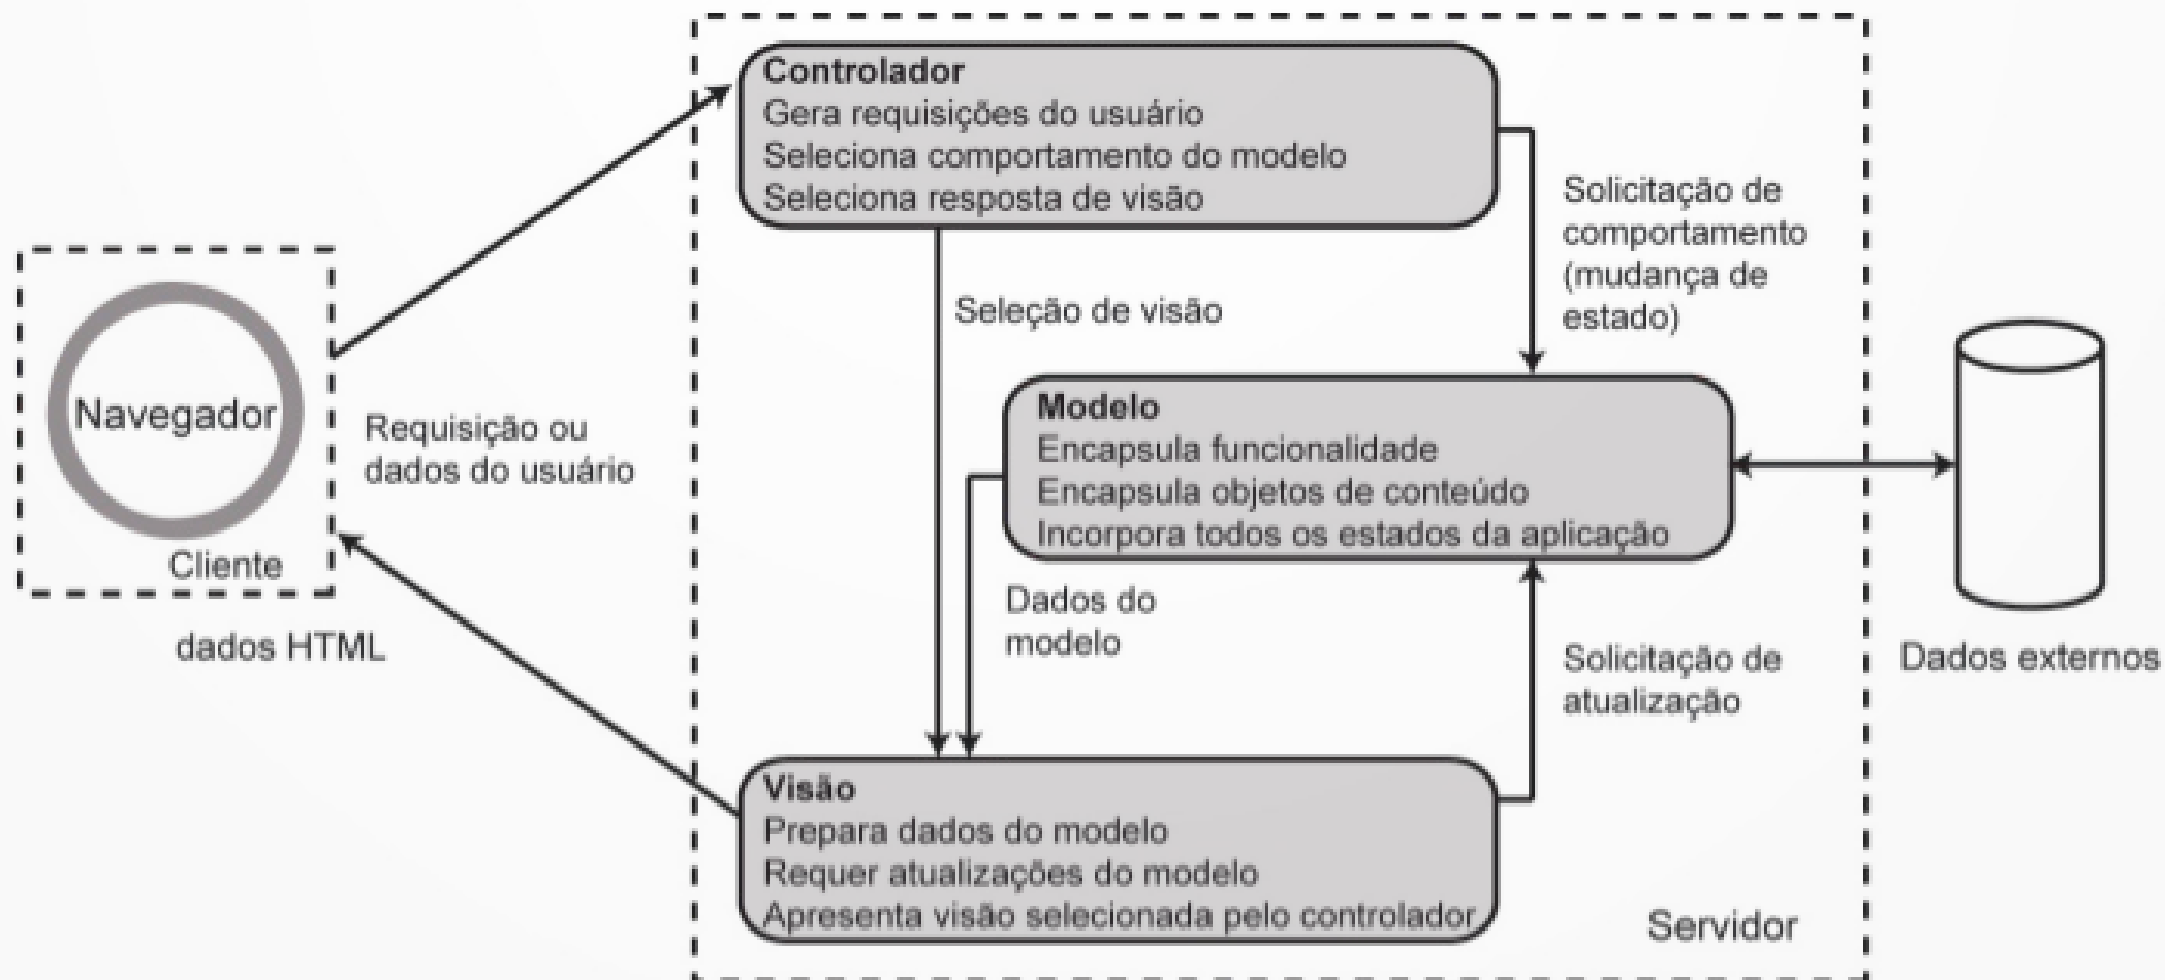 Controlador
Gera requisições do usuário
Seleciona comportamento do modelo
Seleciona resposta de visão
Solicitação de
comportamento
(mudança de
estado)
Seleção de visão
Navegador
Cliente
Requisição ou
dados do usuário
Modelo
Encapsula funcionalidade
Encapsula objetos de conteúdo
Incorpora todos os estados da aplicação
Dados do
modelo
dados HTML
Solicitação de
atualização
Dados externos
Visão
Prepara dados do modelo
Requer atualizações do modelo
Apresenta visão selecionada pelo controlador
Servidor